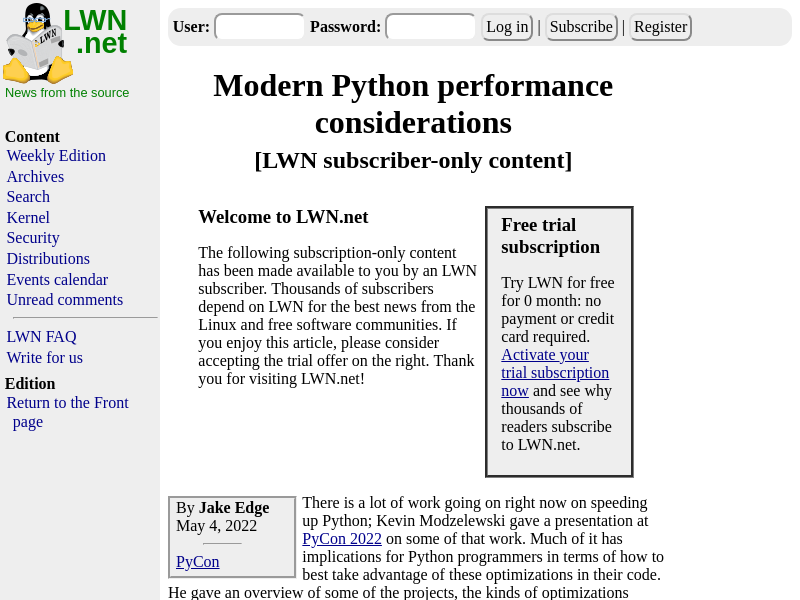 LWN
.net
News from the source
Content
Weekly Edition
Archives
Search
Kernel
Security
Distributions
Events calendar
Unread comments
LWN FAQ
Write for us
Edition
Return to the Front
page
User: Password: Log in | Subscribe | Register
Modern Python performance
considerations
[LWN subscriber-only content]
Welcome to LWN.net
The following subscription-only content
has been made available to you by an LWN
subscriber. Thousands of subscribers
depend on LWN for the best news from the
Linux and free software communities. If
you enjoy this article, please consider
accepting the trial offer on the right. Thank
you for visiting LWN.net!
Free trial
subscription
Try LWN for free
for 0 month: no
payment or credit
card required.
Activate your
trial subscription
now and see why
thousands of
readers subscribe
to LWN.net.
By Jake Edge
May 4, 2022
PyCon
There is a lot of work going on right now on speeding
up Python; Kevin Modzelewski gave a presentation at
PyCon 2022 on some of that work. Much of it has
implications for Python programmers in terms of how to
best take advantage of these optimizations in their code.
He gave an overview of some of the projects, the kinds of optimizations